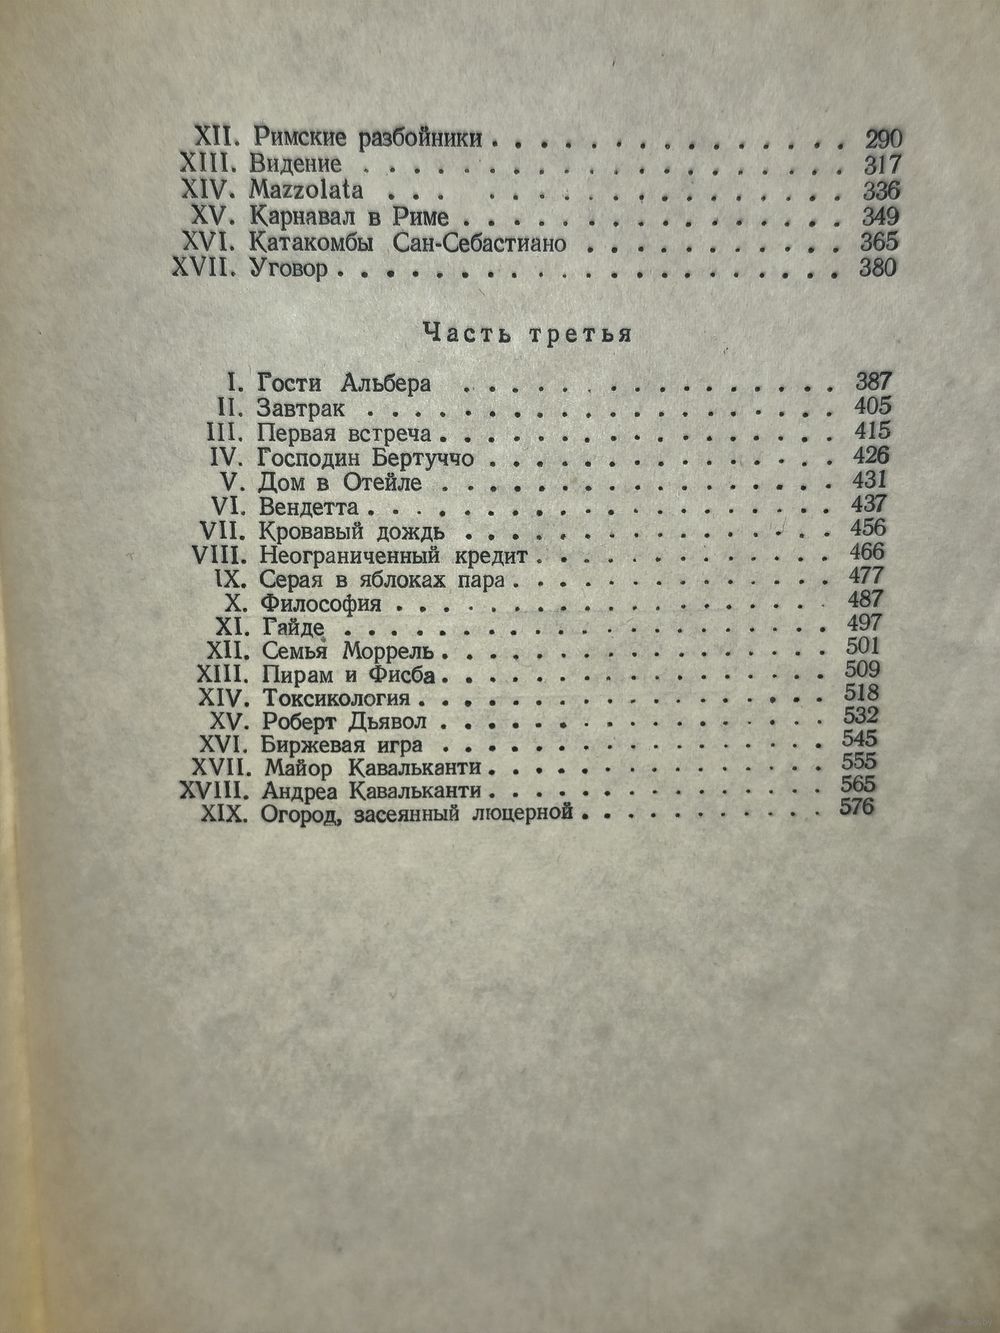 XII. Римские разбойники . . . . . . . . . . . . . . . 290
XIII. Видение . . . . . . . . . . . . . . . . . . . . 317
XIV. Mazzolata . . . . . . . . . . . . . . . . . . 336
XV. Карнавал в Риме . . . . . . . . . . . . . . . . 349
XVI. Катакомбы Сан-Себастиано . . . . . . . . . . . 365
XVII. Уговор . . . . . . . . . . . . . . . . . . . . . 380
Часть третья
I. Гости Альбера . . . . . . . . . . . . . . . . 387
II. Завтрак . . . . . . . . . . . . . . . . . . . . 405
III. Первая встреча . . . . . . . . . . . . . . . . . 415
IV. Господин Бертуччо . . . . . . . . . . . . . . . 426
V. Дом в Отейле . . . . . . . . . . . . . . . . . 431
VI. Вендетта . . . . . . . . . . . . . . . . . . . . 437
VII. Кровавый дождь . . . . . . . . . . . . . . . . 456
VIII. Неограниченный кредит . . . . . . . . . . . . . 466
IX. Серая в яблоках пара . . . . . . . . . . . . . . 477
X. Философия . . . . . . . . . . . . . . . . . . . 487
XI. Гайде . . . . . . . . . . . . . . . . . . . . . 497
XII. Семья Моррель . . . . . . . . . . . . . . . . . 501
XIII. Пирам и Фисба . . . . . . . . . . . . . . . . . 509
XIV. Токсикология . . . . . . . . . . . . . . . . . . 518
XV. Роберт Дьявол . . . . . . . . . . . . . . . . . 532
XVI. Биржевая игра . . . . . . . . . . . . . . . . . 545
XVII. Майор Кавальканти . . . . . . . . . . . . . . . 555
XVIII. Андреа Кавальканти . . . . . . . . . . . . . . . 565
XIX. Огород, засеянный люцерной . . . . . . . . . . . 576